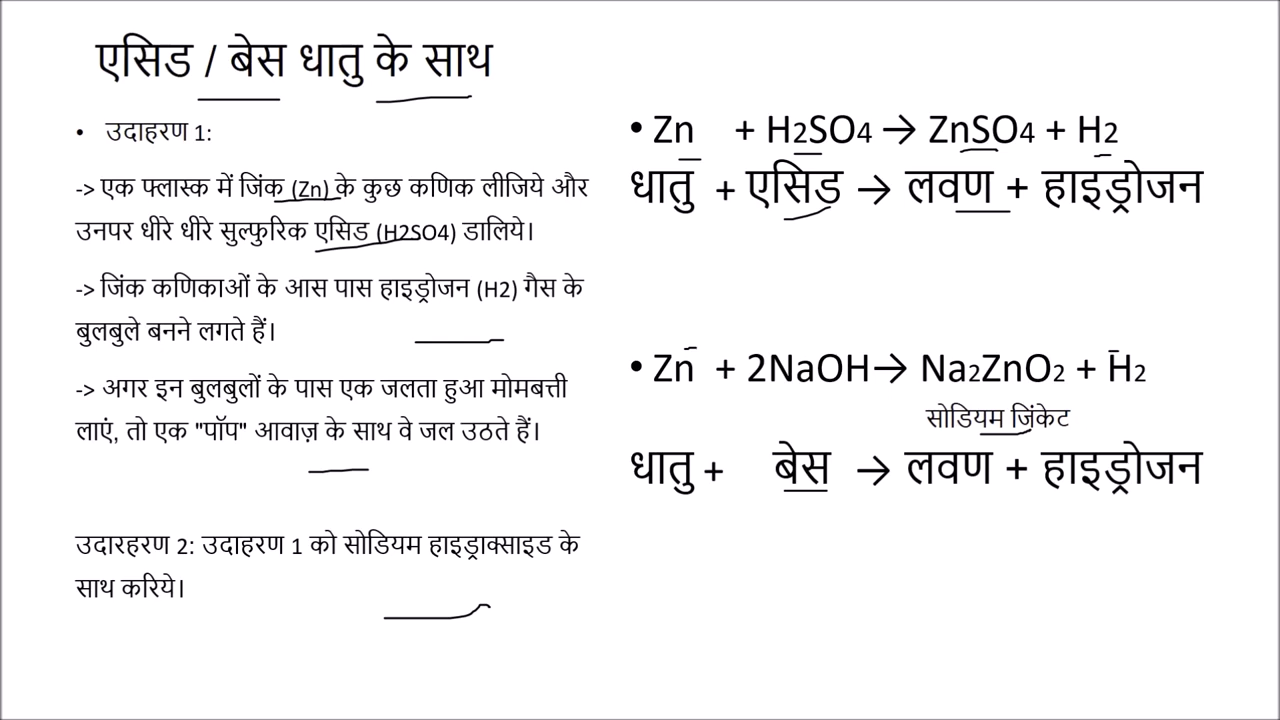 एसिड / बेस धातु के साथ
• उदाहरण 1:
-> एक फ्लास्क में जिंक (Zn) के कुछ कणिक लीजिये और
उनपर धीरे धीरे सुल्फुरिक एसिड (H2SO4) डालिये।
-> जिंक कणिकाओं के आस पास हाइड्रोजन (H2) गैस के
बुलबुले बनने लगते हैं।
-> अगर इन बुलबुलों के पास एक जलता हुआ मोमबत्ती
लाएं, तो एक "पॉप" आवाज़ के साथ वे जल उठते हैं।
उदारहरण 2: उदाहरण 1 को सोडियम हाइड्राक्साइड के
साथ करिये।
• Zn + H2SO4 → ZnSO4 + H2
धातु + एसिड → लवण + हाइड्रोजन
• Zn + 2NaOH→ Na2ZnO2 + H2
सोडियम जिंकेट
धातु + बेस → लवण + हाइड्रोजन